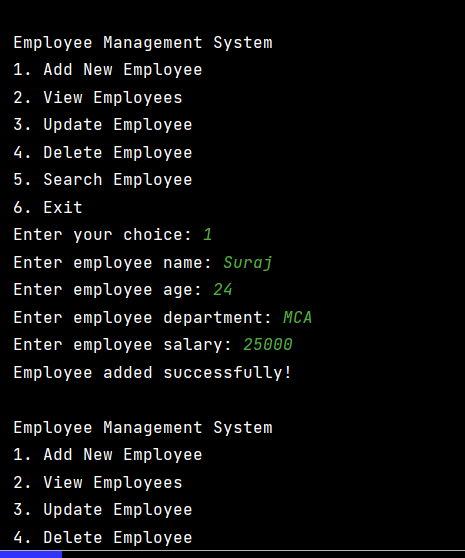 Employee Management System
1. Add New Employee
2. View Employees
3. Update Employee
4. Delete Employee
5. Search Employee
6. Exit
Enter your choice: 1
Enter employee name: Suraj
Enter employee age: 24
Enter employee department: MCA
Enter employee salary: 25000
Employee added successfully!
Employee Management System
1. Add New Employee
2. View Employees
3. Update Employee
4. Delete Employee